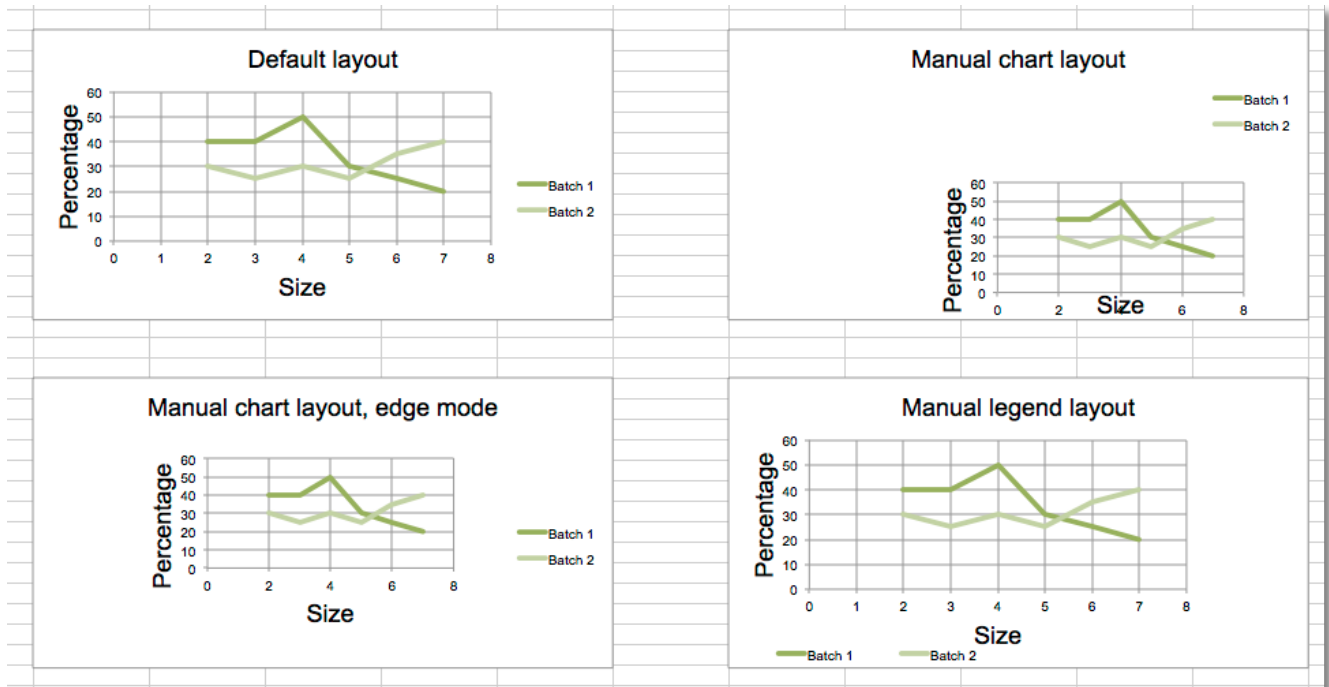 Default layout
60
50
40
30
20
10
0
Percentage
0 1 2 3 4 5 6 7 8
Size
Batch 1
Batch 2
Manual chart layout
Batch 1
Batch 2
60
50
40
30
20
10
0
Percentage
0 2 4 6 8
Size
Manual chart layout, edge mode
60
50
40
30
20
10
0
Percentage
0 2 4 6 8
Size
Batch 1
Batch 2
Manual legend layout
60
50
40
30
20
10
0
Percentage
0 1 2 3 4 5 6 7 8
Size
Batch 1 Batch 2